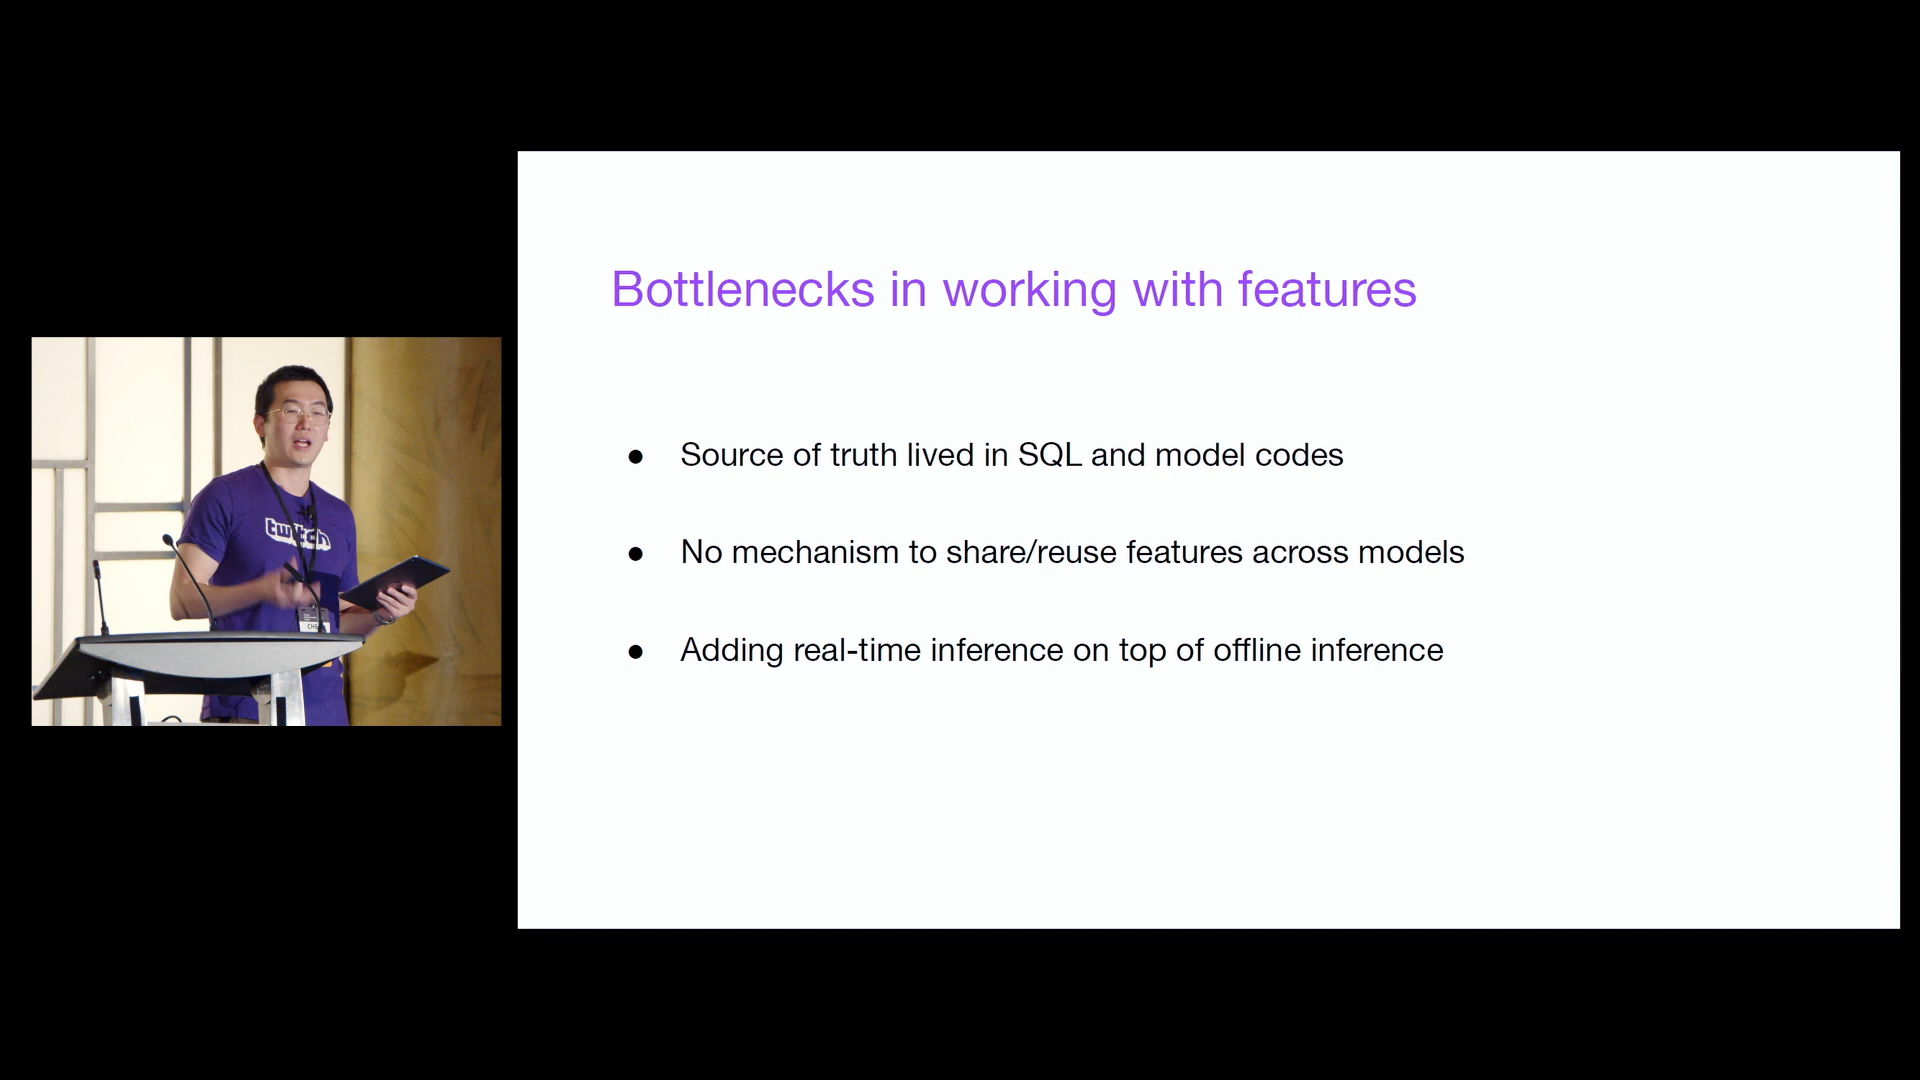 Bottlenecks in working with features
● Source of truth lived in SQL and model codes
● No mechanism to share/reuse features across models
● Adding real-time inference on top of offline inference
twitch